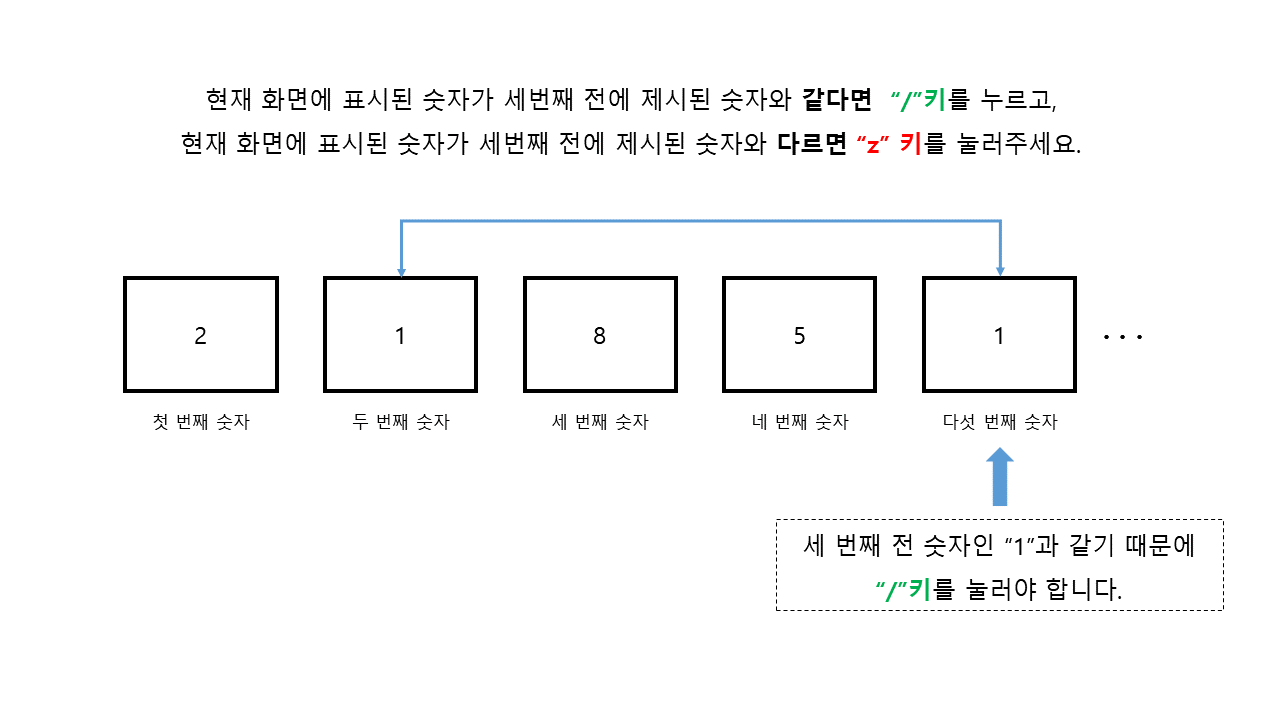 현재 화면에 표시된 숫자가 세번째 전에 제시된 숫자와 같다면 “/”키를 누르고,
현재 화면에 표시된 숫자가 세번째 전에 제시된 숫자와 다르면 “z” 키를 눌러주세요.
2 1 8 5 1 ...
첫 번째 숫자 두 번째 숫자 세 번째 숫자 네 번째 숫자 다섯 번째 숫자
세 번째 전 숫자인 “1”과 같기 때문에
“/”키를 눌러야 합니다.